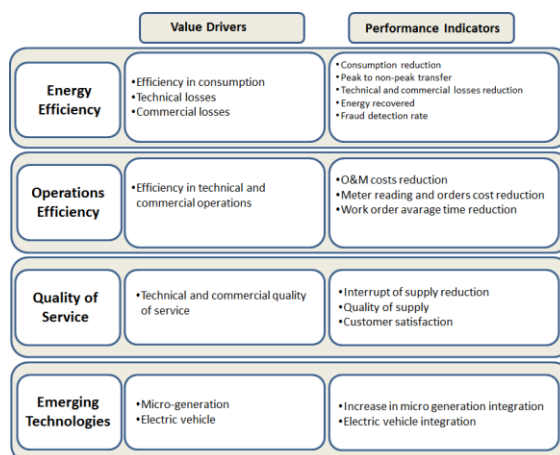 Value Drivers
Performance Indicators
Energy
Efficiency
•Efficiency in consumption
•Technical losses
•Commercial losses
•Consumption reduction
•Peak to non-peak transfer
•Technical and commercial losses reduction
•Energy recovered
•Fraud detection rate
Operations
Efficiency
•Efficiency in technical and
commercial operations
•O&M costs reduction
•Meter reading and orders cost reduction
•Work order avarage time reduction
Quality of
Service
•Technical and commercial quality
of service
•Interrupt of supply reduction
•Quality of supply
•Customer satisfaction
Emerging
Technologies
•Micro-generation
•Electric vehicle
•Increase in micro generation integration
•Electric vehicle integration